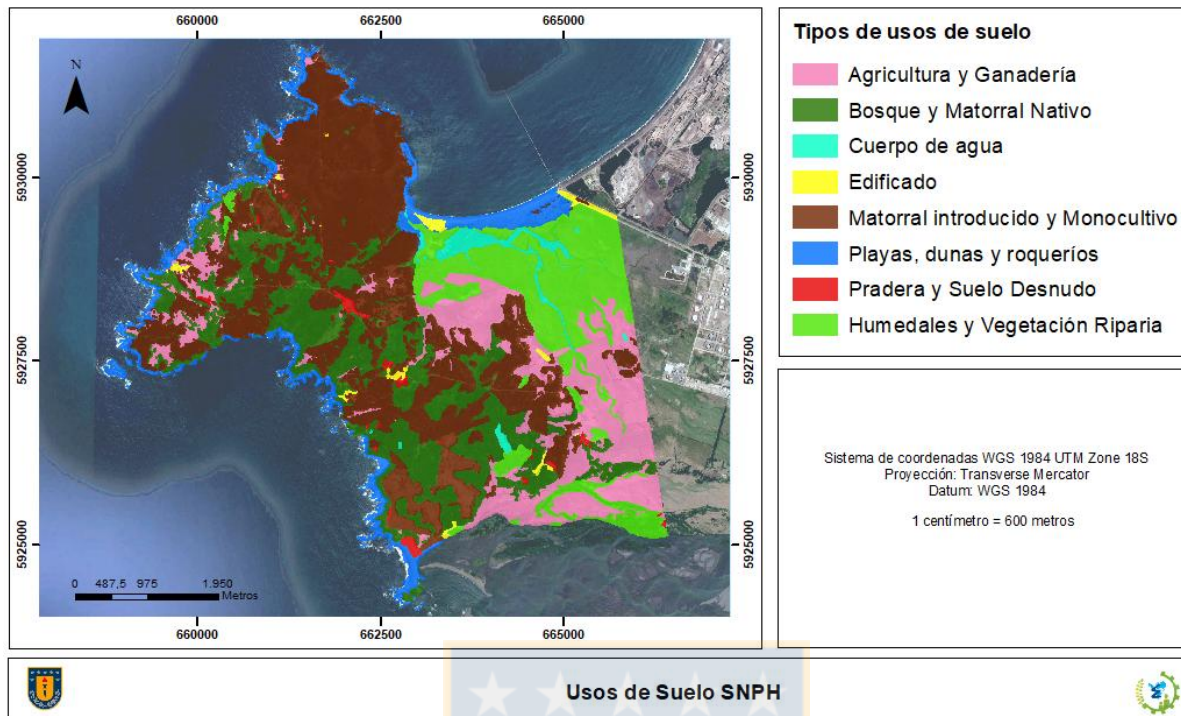 660000 662500 665000
5930000
5930000
N
5927500
5927500
5925000
5925000
0 487,5 975 1.950
Metros
660000 662500 665000
Tipos de usos de suelo
Agricultura y Ganadería
Bosque y Matorral Nativo
Cuerpo de agua
Edificado
Matorral introducido y Monocultivo
Playas, dunas y roqueríos
Pradera y Suelo Desnudo
Humedales y Vegetación Riparia
Sistema de coordenadas WGS 1984 UTM Zone 18S
Proyección: Transverse Mercator
Datum: WGS 1984
1 centímetro = 600 metros
Usos de Suelo SNPH